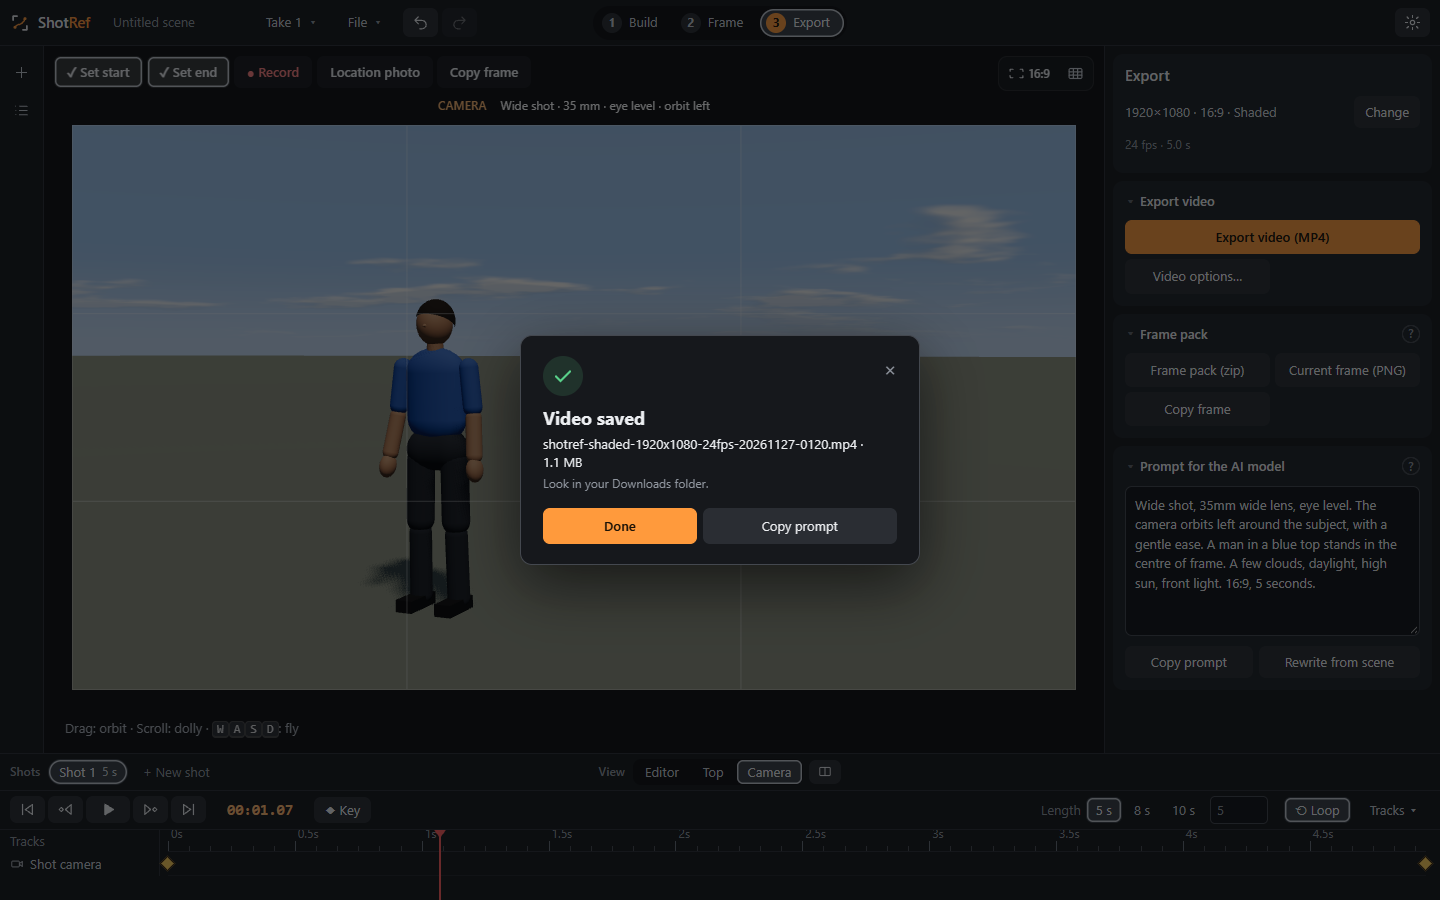 ShotRef Untitled scene Take 1 File 1 Build 2 Frame 3 Export
✓ Set start ✓ Set end ● Record Location photo Copy frame 16:9
CAMERA Wide shot · 35 mm · eye level · orbit left
Export
1920×1080 · 16:9 · Shaded Change
24 fps · 5.0 s
Export video
Export video (MP4)
Video options...
Frame pack ?
Frame pack (zip) Current frame (PNG)
Copy frame
Prompt for the AI model ?
Wide shot, 35mm wide lens, eye level. The
camera orbits left around the subject, with a
gentle ease. A man in a blue top stands in the
centre of frame. A few clouds, daylight, high
sun, front light. 16:9, 5 seconds.
Copy prompt Rewrite from scene
Video saved
shotref-shaded-1920x1080-24fps-20261127-0120.mp4 ·
1.1 MB
Look in your Downloads folder.
Done Copy prompt
Drag: orbit · Scroll: dolly · W A S D : fly
Shots Shot 1 5 s + New shot View Editor Top Camera
00:01.07 ◆ Key Length 5 s 8 s 10 s 5 Loop Tracks
Tracks 0s 0.5s 1s 1.5s 2s 2.5s 3s 3.5s 4s 4.5s
Shot camera